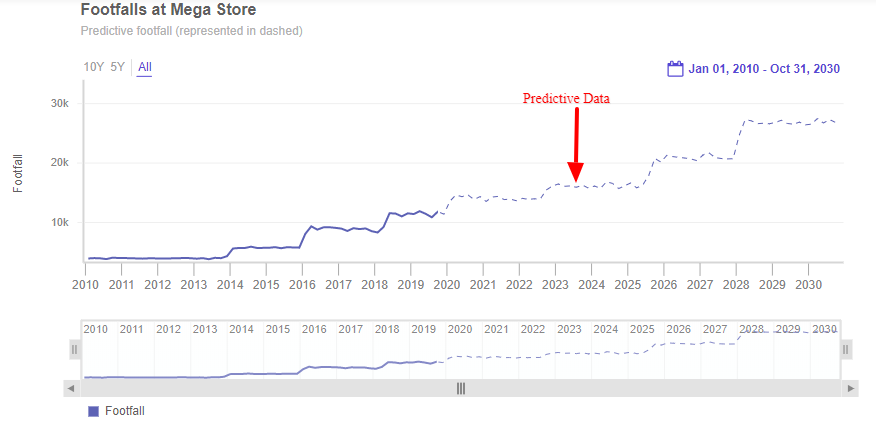 Footfalls at Mega Store
Predictive footfall (represented in dashed)
10Y 5Y All
Jan 01, 2010 - Oct 31, 2030
Predictive Data
Footfall
30k
20k
10k
2010 2011 2012 2013 2014 2015 2016 2017 2018 2019 2020 2021 2022 2023 2024 2025 2026 2027 2028 2029 2030
2010 2011 2012 2013 2014 2015 2016 2017 2018 2019 2020 2021 2022 2023 2024 2025 2026 2027 2028 2029 2030
Footfall